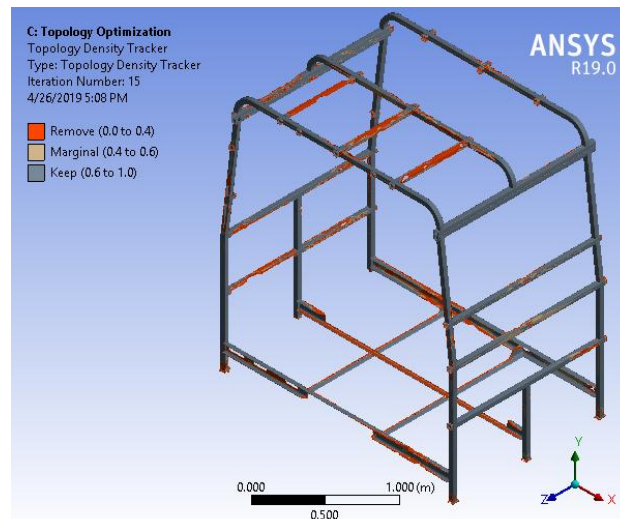 C: Topology Optimization
Topology Density Tracker
Type: Topology Density Tracker
Iteration Number: 15
4/26/2019 5:08 PM
Remove (0.0 to 0.4)
Marginal (0.4 to 0.6)
Keep (0.6 to 1.0)
ANSYS
R19.0
0.000
1.000 (m)
0.500
Y
Z
X